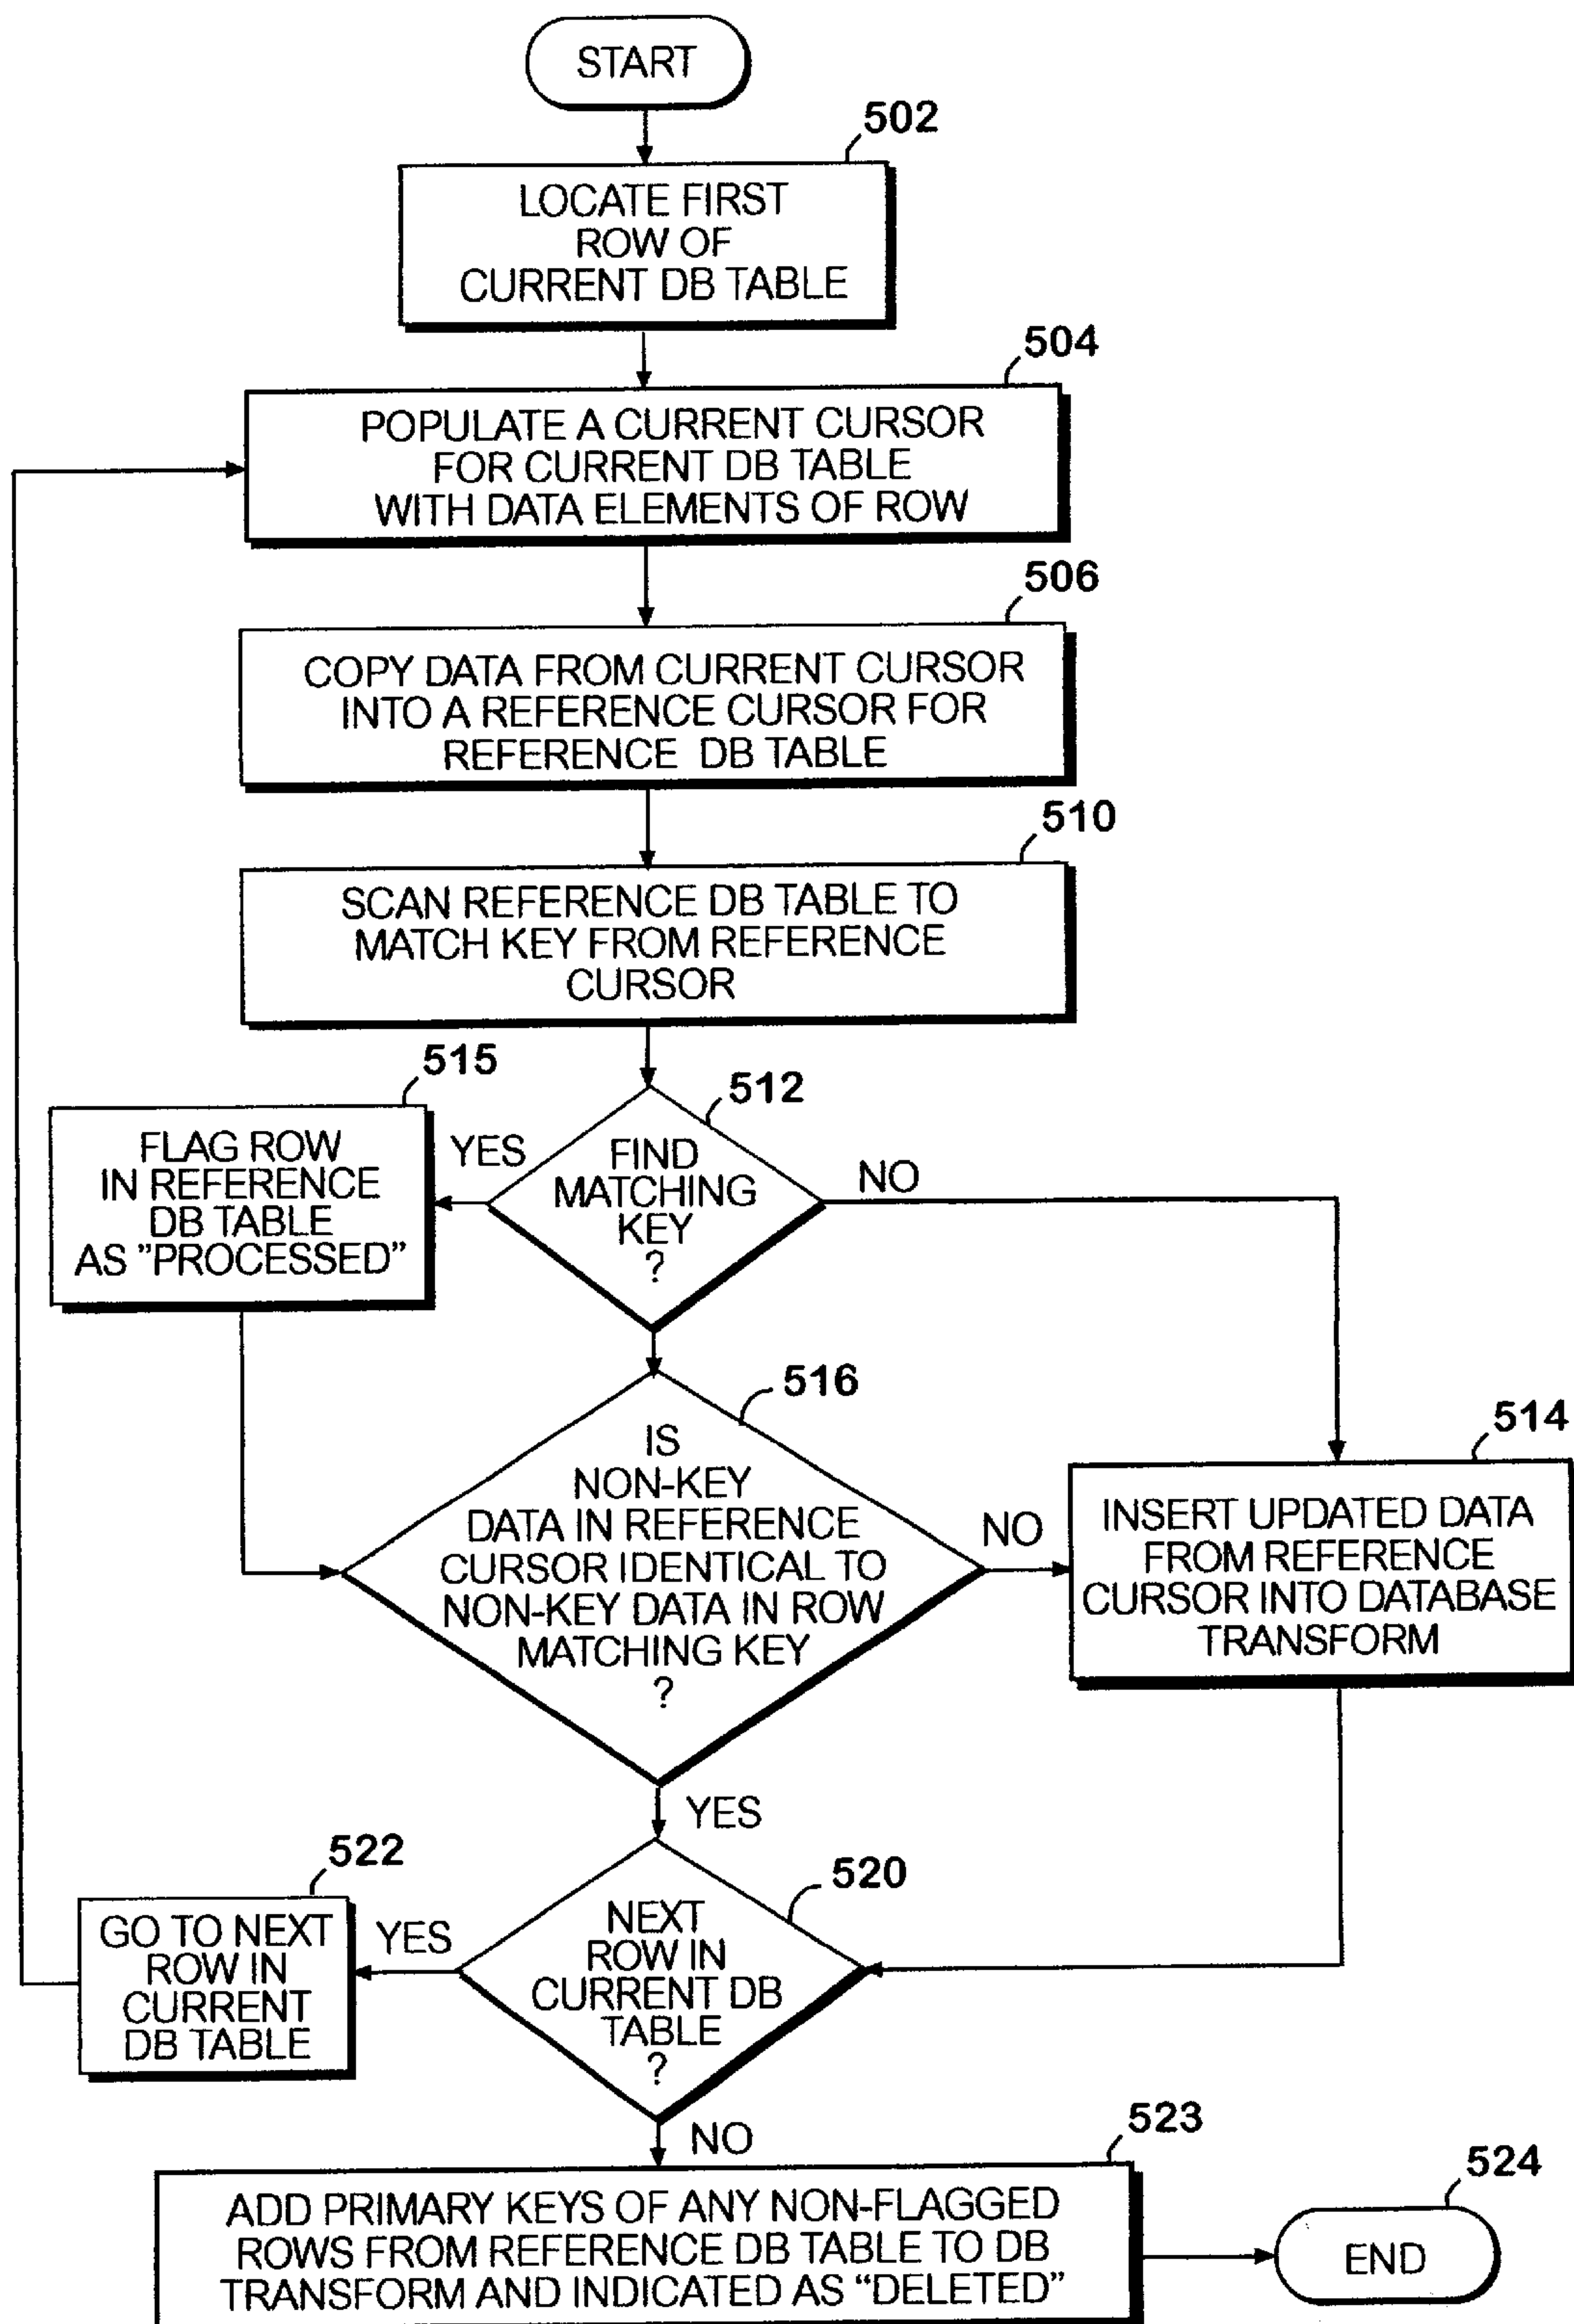 START
502
LOCATE FIRST
ROW OF
CURRENT DB TABLE
504
POPULATE A CURRENT CURSOR
FOR CURRENT DB TABLE
WITH DATA ELEMENTS OF ROW
506
COPY DATA FROM CURRENT CURSOR
INTO A REFERENCE CURSOR FOR
REFERENCE DB TABLE
510
SCAN REFERENCE DB TABLE TO
MATCH KEY FROM REFERENCE
CURSOR
515
FLAG ROW
IN REFERENCE
DB TABLE
AS "PROCESSED"
YES
512
FIND
MATCHING
KEY
?
NO
516
IS
NON-KEY
DATA IN REFERENCE
CURSOR IDENTICAL TO
NON-KEY DATA IN ROW
MATCHING KEY
?
NO
514
INSERT UPDATED DATA
FROM REFERENCE
CURSOR INTO DATABASE
TRANSFORM
YES
522
GO TO NEXT
ROW IN
CURRENT
DB TABLE
YES
520
NEXT
ROW IN
CURRENT DB
TABLE
?
NO
523
ADD PRIMARY KEYS OF ANY NON-FLAGGED
ROWS FROM REFERENCE DB TABLE TO DB
TRANSFORM AND INDICATED AS “DELETED”
524
END